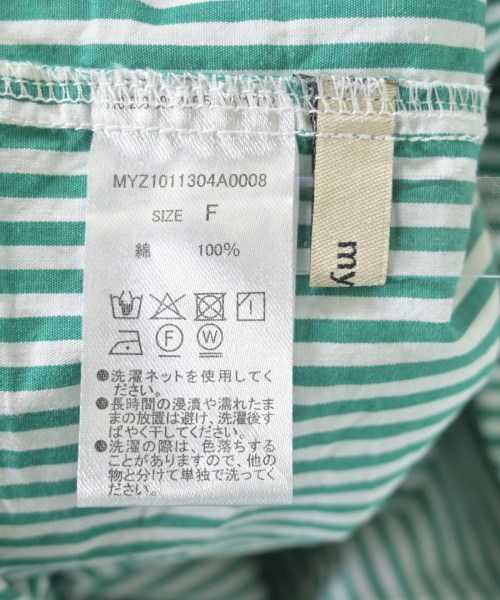 MYZ1011304A0008
SIZE F
綿 100%
F W
●洗濯ネットを使用してく
ださい。
●長時間の浸漬や濡れたま
まの放置は避け、洗濯後す
ばやく干してください。
●洗濯の際は、色落ちする
ことがありますので、他の
物と分けて単独で洗ってく
ださい。
my